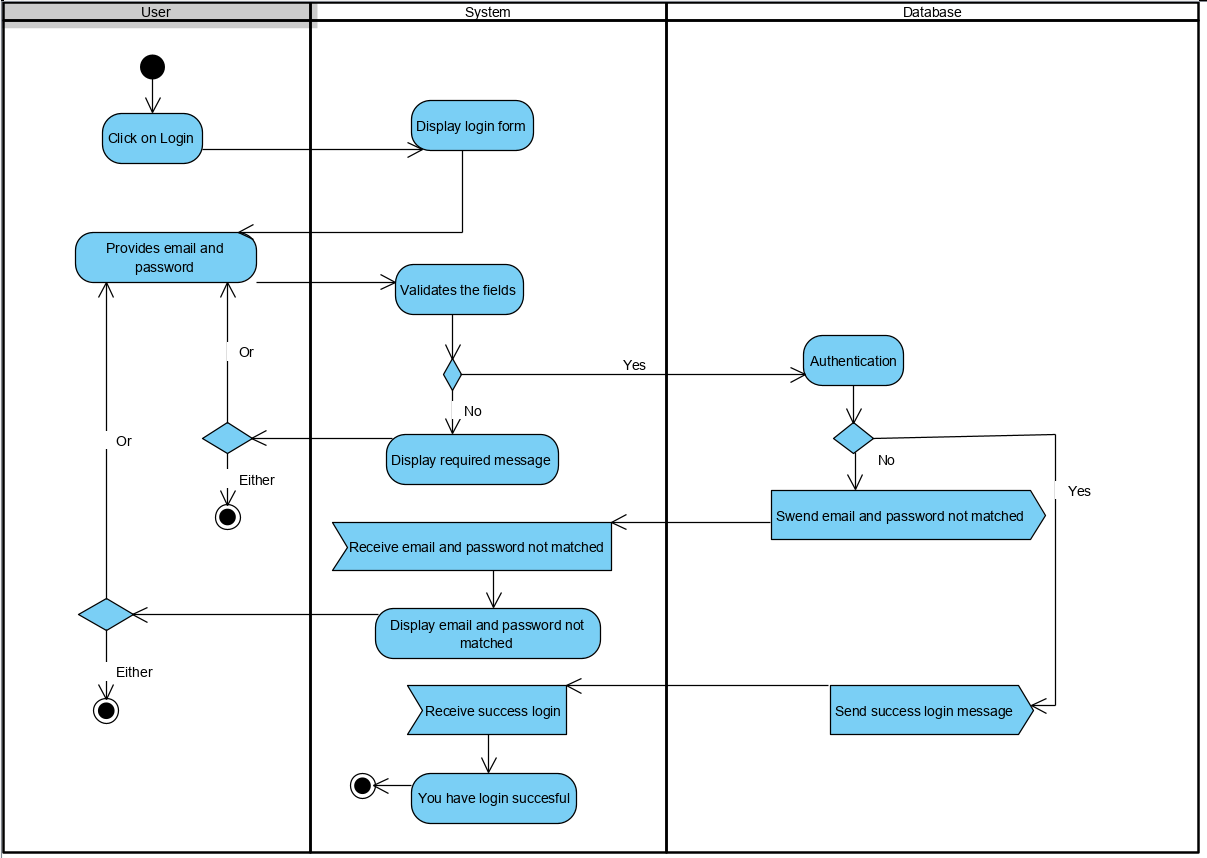 User
System
Database
Click on Login
Display login form
Provides email and
password
Validates the fields
Or
Yes
Authentication
No
Or
Display required message
No
Either
Yes
Swend email and password not matched
Receive email and password not matched
Display email and password not
matched
Either
Receive success login
Send success login message
You have login succesful